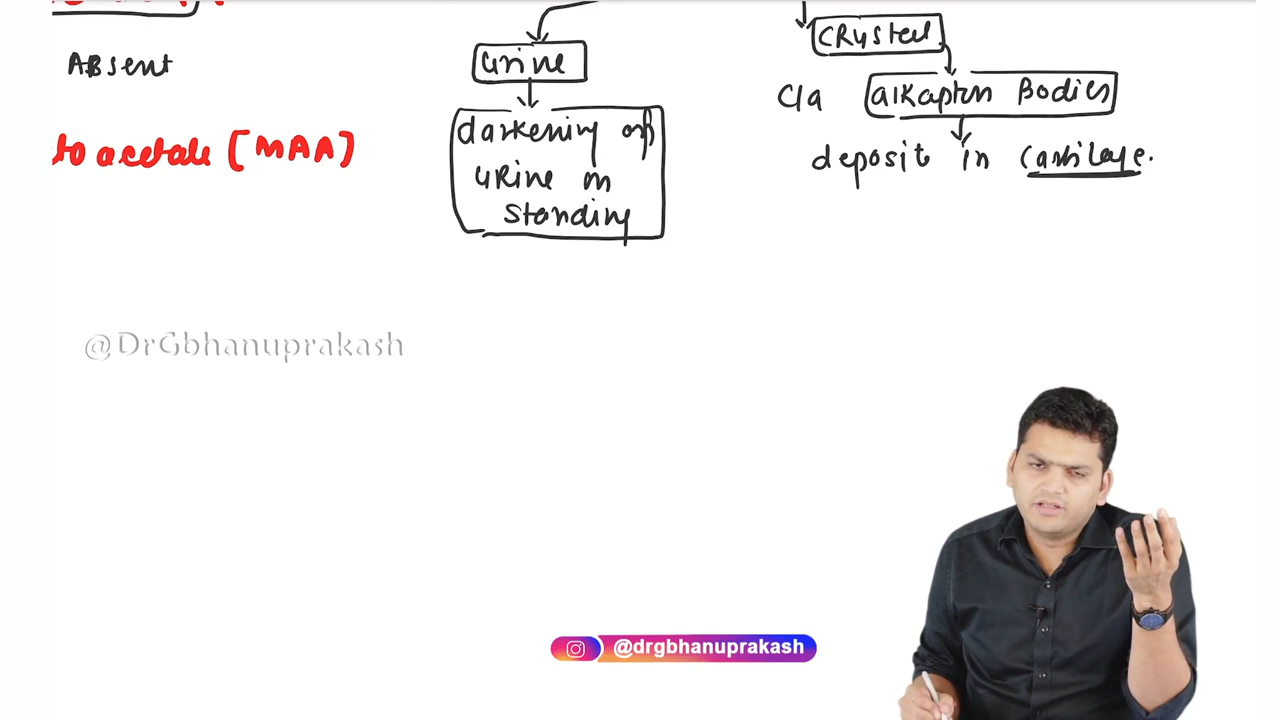 ABsent
to acetate [MAA)
urine
darkening of
urine on
standing
CRYstal
c/a alkapton Bodies
deposit in cartilage.
@DrGbhanuprakash
@drgbhanuprakash